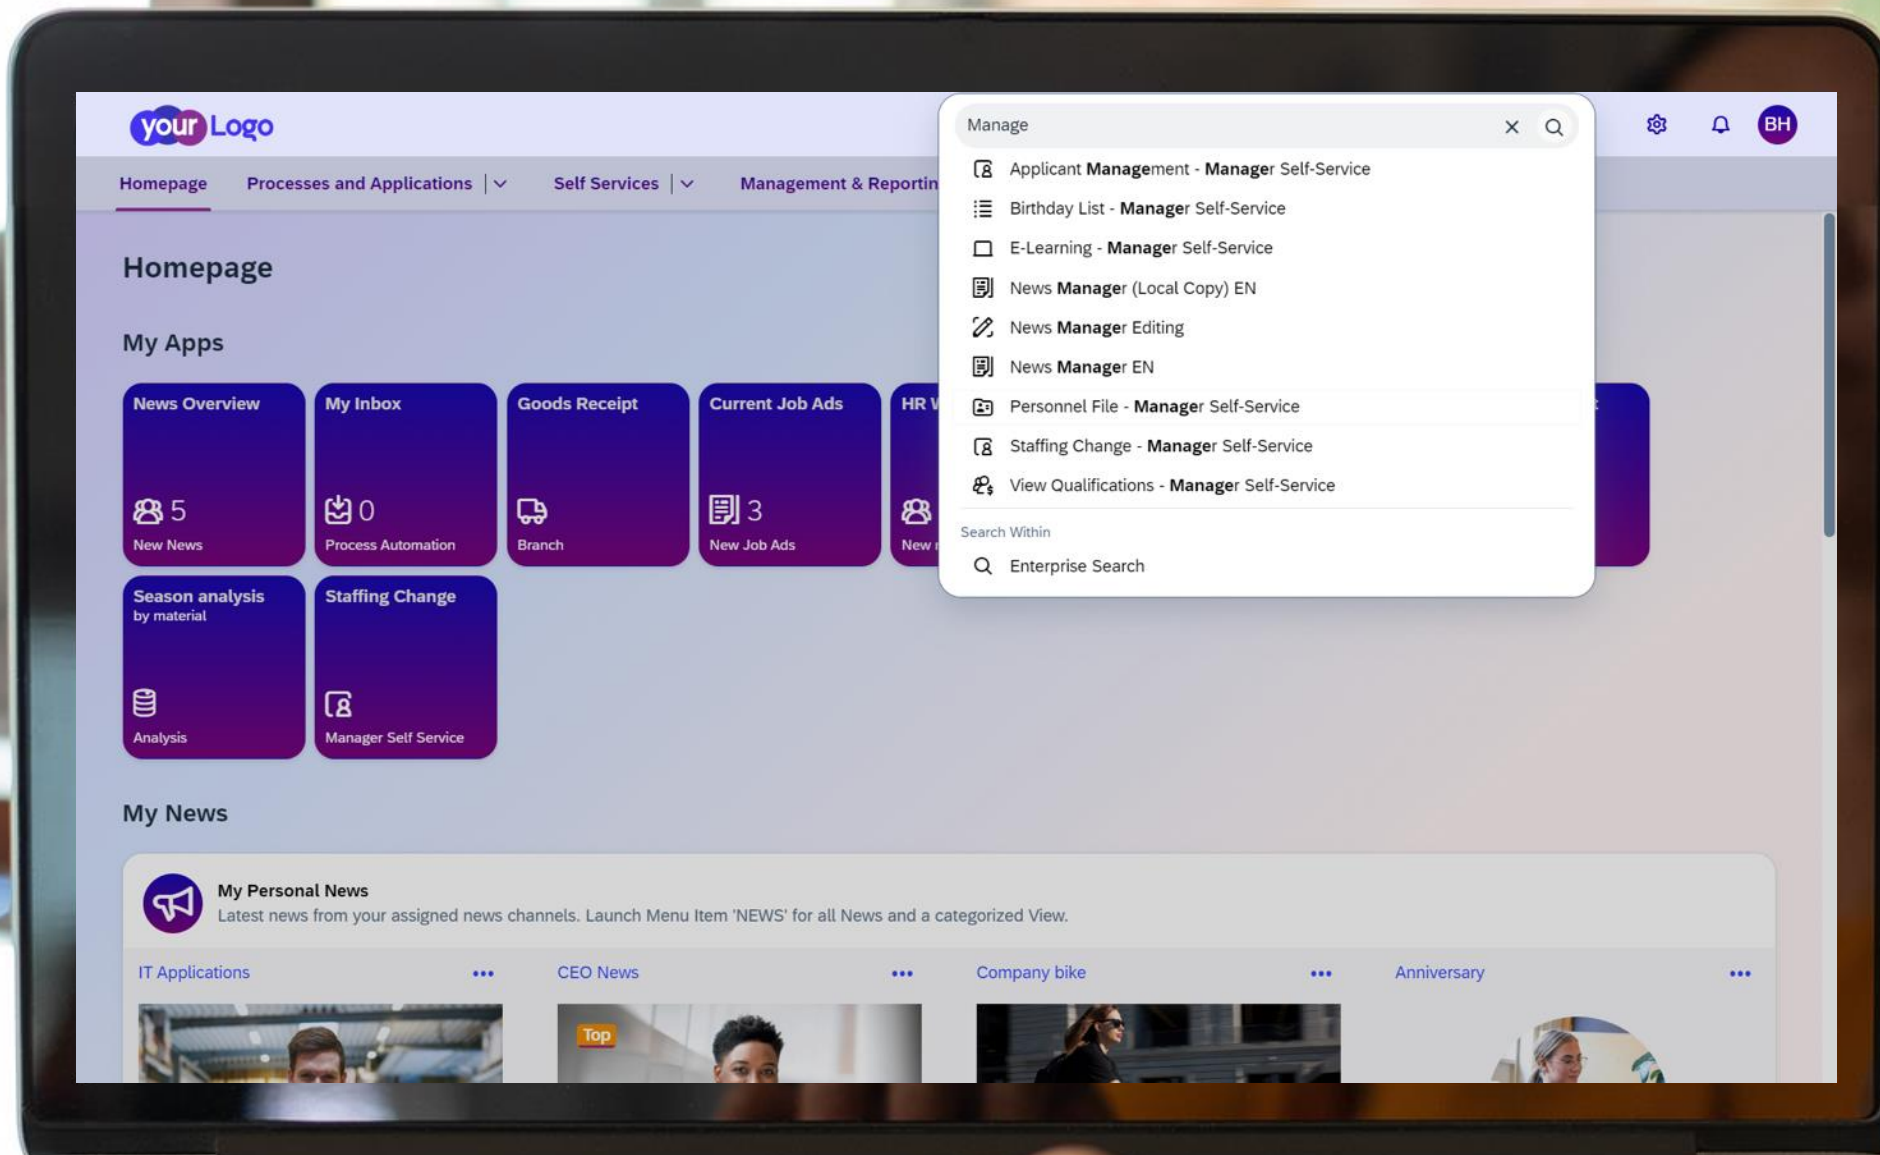 your Logo
Manage
BH
Homepage
Processes and Applications
Self Services
Management &
Homepage
My Apps
Applicant Management - Manager Self-Service
Birthday List - Manager Self-Service
E-Learning - Manager Self-Service
News Manager (Local Copy) EN
News Manager Editing
News Manager EN
Personnel File - Manager Self-Service
Staffing Change - Manager Self-Service
View Qualifications - Manager Self-Service
Search Within
Enterprise Search
News Overview
5
New News
My Inbox
0
Process Automation
Goods Receipt
Branch
Current Job Ads
3
New Job Ads
HR
New
Season analysis
by material
Analysis
Staffing Change
Manager Self Service
My News
My Personal News
Latest news from your assigned news channels. Launch Menu Item 'NEWS' for all News and a categorized View.
IT Applications
CEO News
Company bike
Anniversary
Top